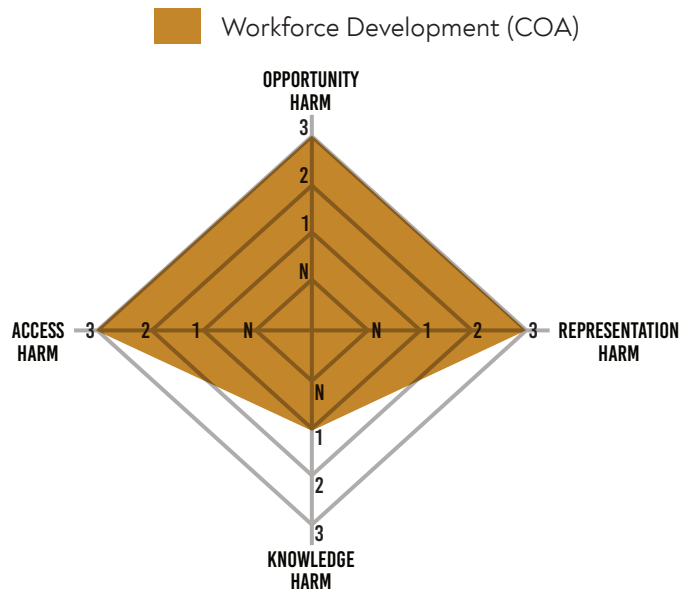 Workforce Development (COA)
OPPORTUNITY
HARM
3
2
1
N
ACCESS
HARM
3 2 1 N N 1 2 3
REPRESENTATION
HARM
N
1
2
3
KNOWLEDGE
HARM